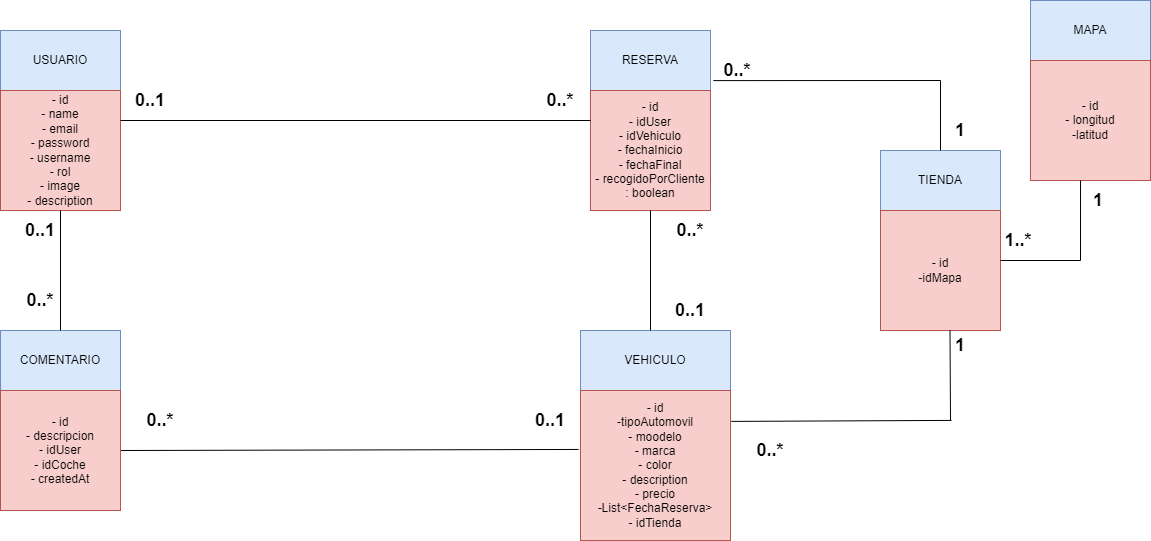 USUARIO
- id
- name
- email
- password
- username
- rol
- image
- description
0..1
0..*
RESERVA
- id
- idUser
- idVehiculo
- fechaInicio
- fechaFinal
- recogidoPorCliente
: boolean
0..*
1
MAPA
- id
- longitud
-latitud
1
TIENDA
- id
-idMapa
1..*
1
0..1
0..*
0..*
0..1
COMENTARIO
- id
- descripcion
- idUser
- idCoche
- createdAt
0..*
0..1
VEHICULO
- id
-tipoAutomovil
- moodelo
- marca
- color
- description
- precio
-List<FechaReserva>
- idTienda
0..*